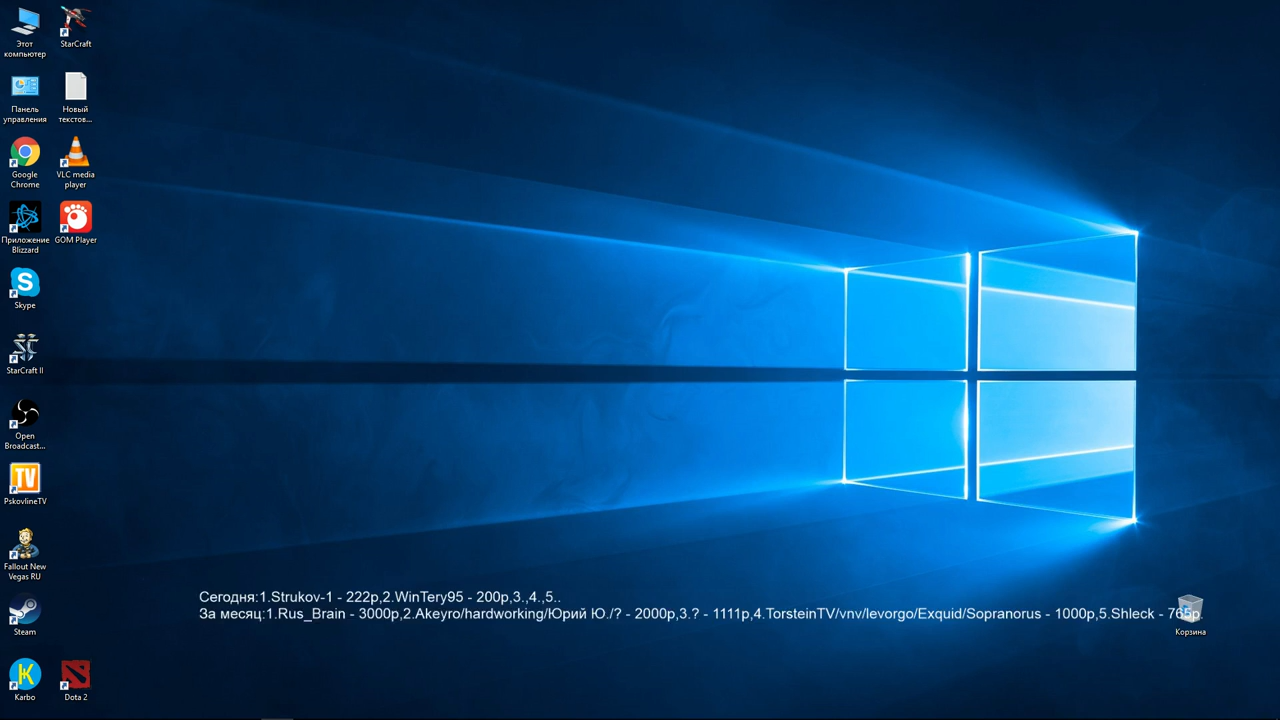 Этот
компьютер
StarCraft
Панель
управления
Новый
текстов...
Google
Chrome
VLC media
player
Приложение
Blizzard
GOM Player
Skype
StarCraft II
Open
Broadcast...
TV
PskovlineTV
Fallout New
Vegas RU
Steam
Karbo
Dota 2
Сегодня:1.Strukov-1 - 222р,2.WinTery95 - 200р,3.,4.,5..
За месяц:1.Rus_Brain - 3000р,2.Akeyro/hardworking/Юрий Ю./? - 2000р,3.? - 1111р,4.TorsteinTV/vnv/levorgo/Exquid/Sopranorus - 1000р,5.Shleck - 765р.
Корзина